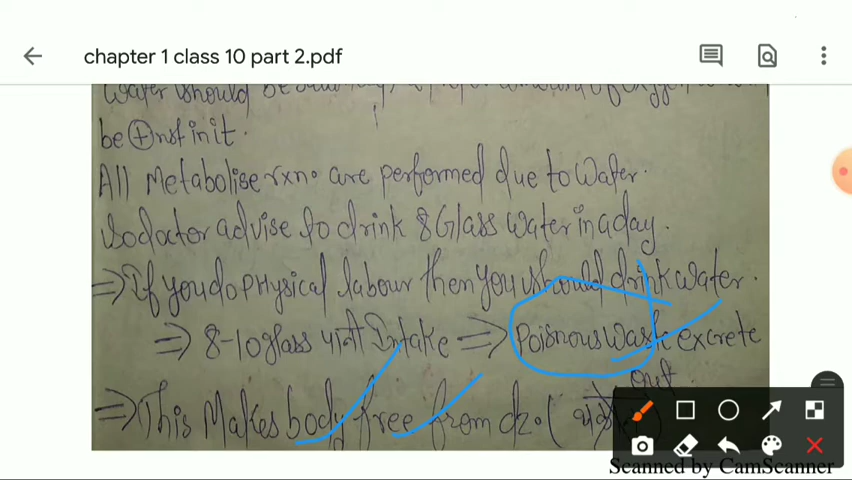 chapter 1 class 10 part 2.pdf
Water should be
be ⊕nst in it.
All Metabolise rxn. are performed due to Water.
So doctor advise to drink 8 Glass Water in a day.
⇒ If you do PHysical labour then you should drink water.
⇒ 8-10 glass पानी Intake ⇒ Poisnous Waste excrete
out
⇒ This Makes body free from dz. (
Scanned by CamScanner